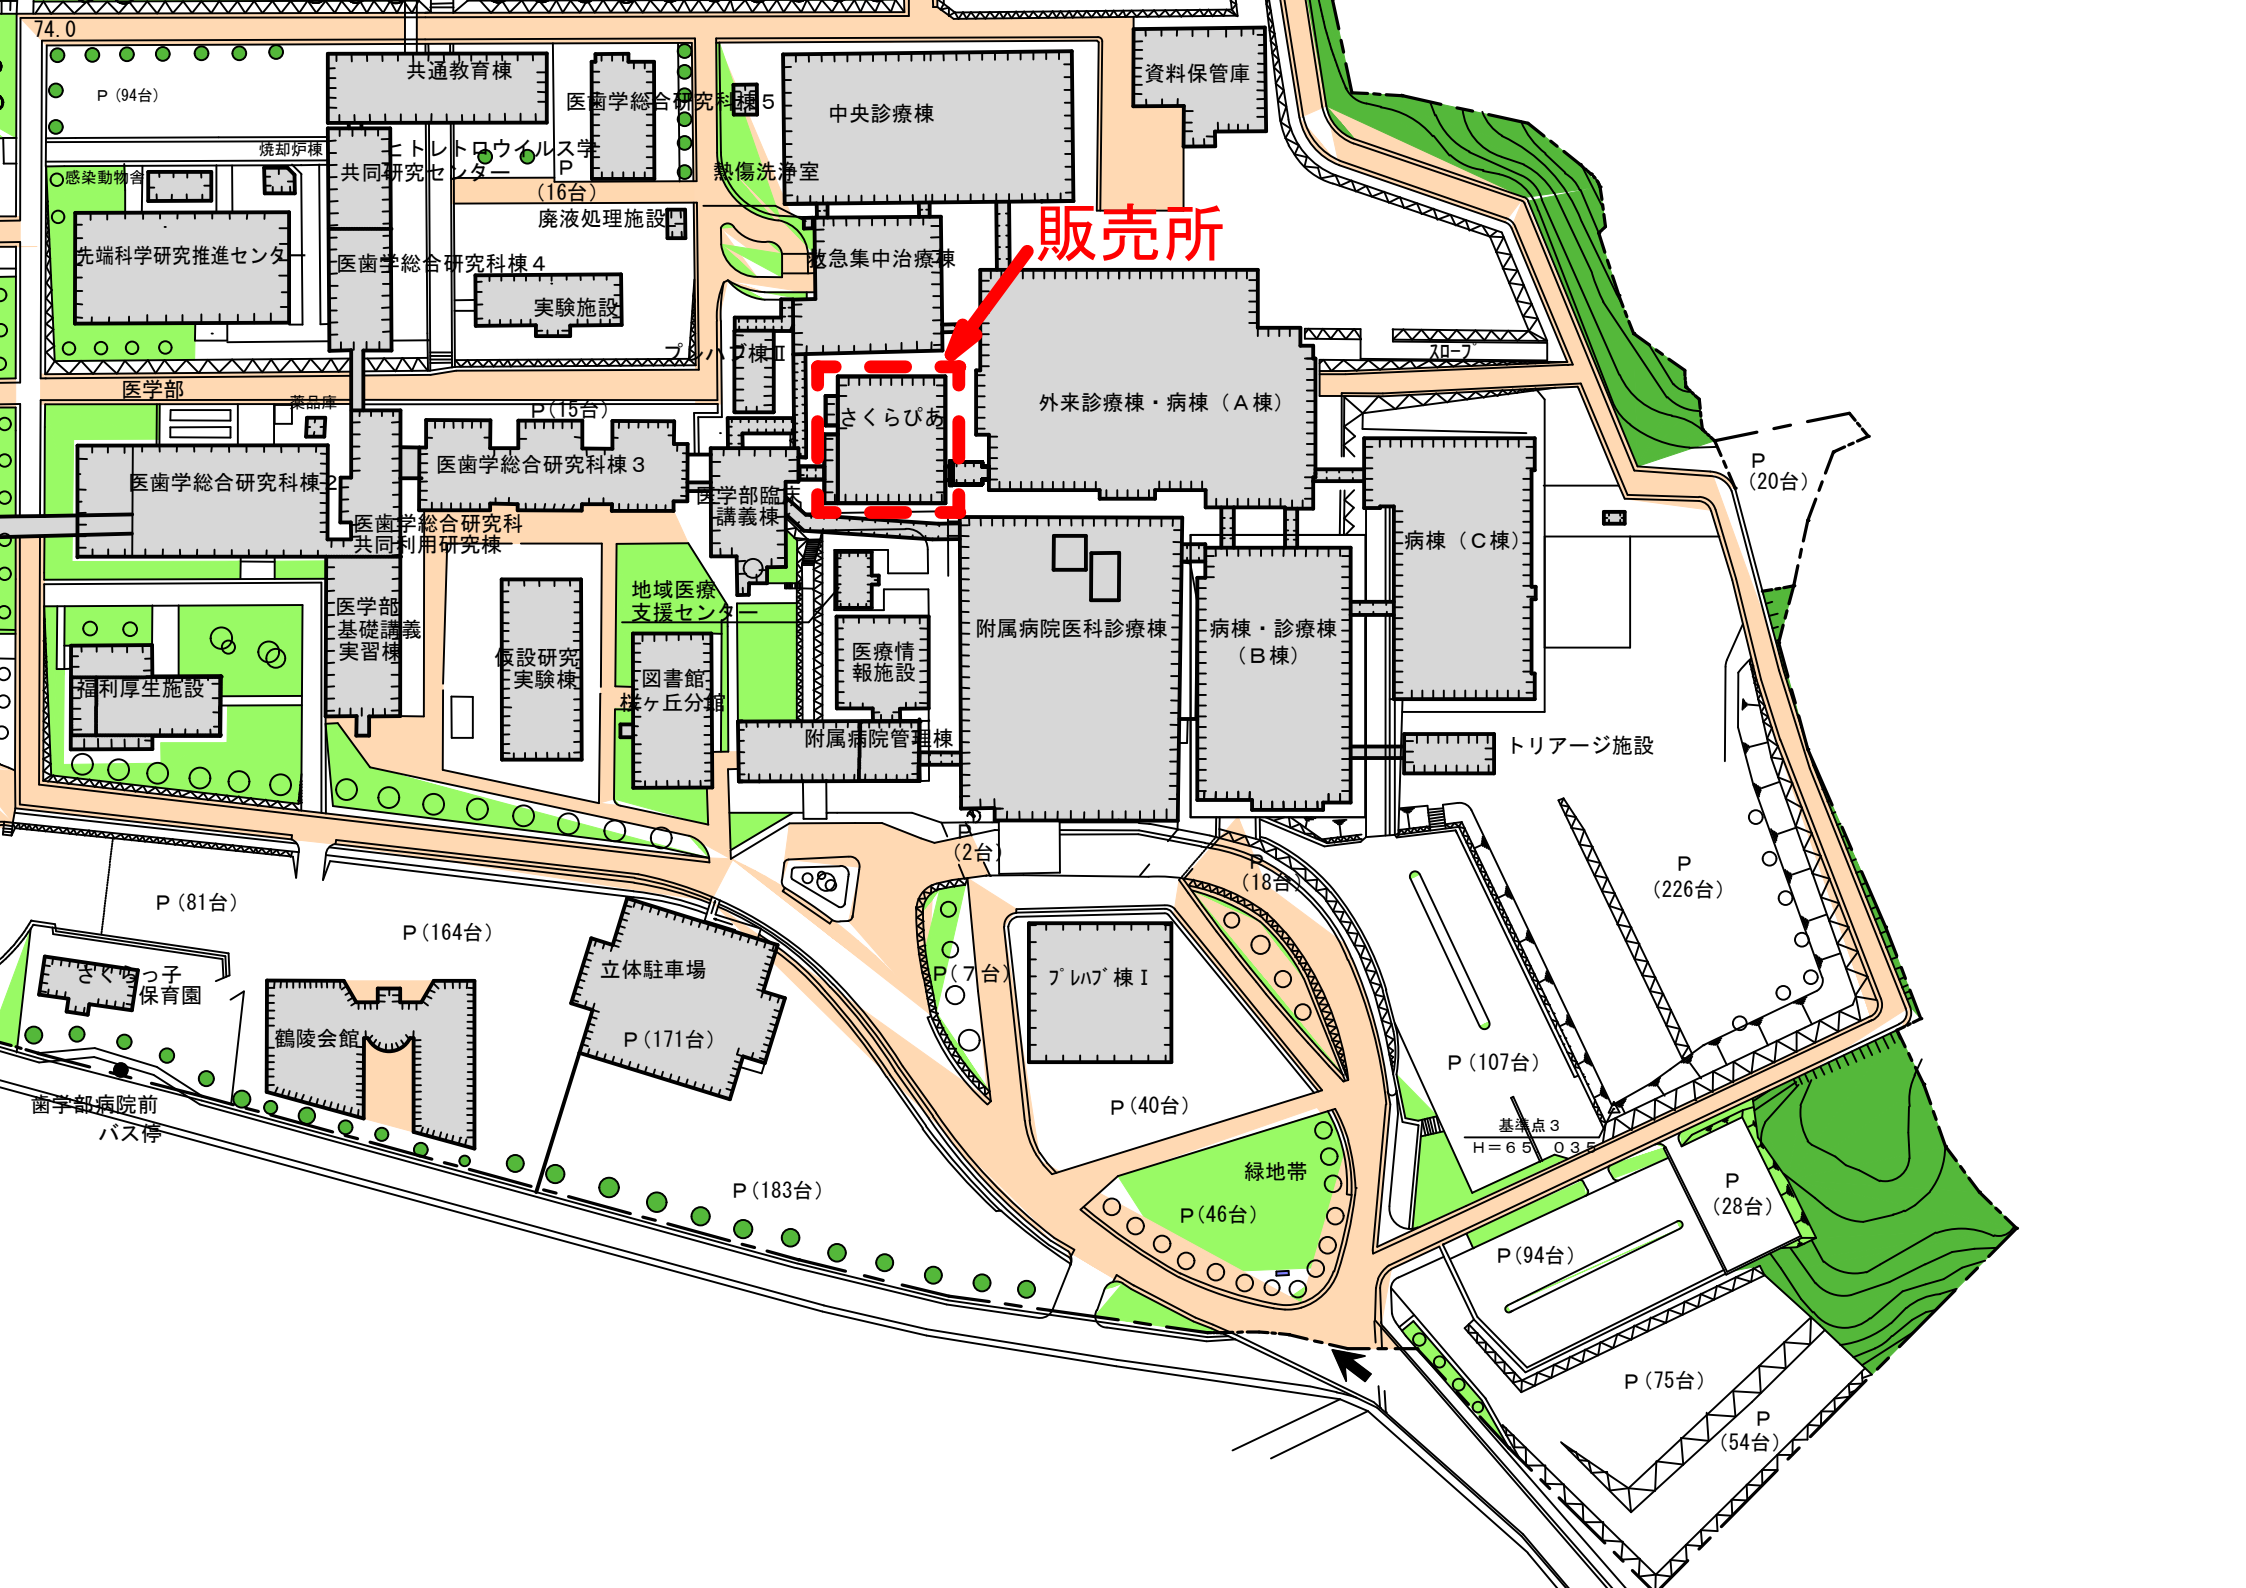 74.0
P(94台)
共通教育棟
医歯学総合研究科棟5
中央診療棟
資料保管庫
焼却炉棟
ヒトレトロウイルス学
共同研究センター
P
(16台)
熱傷洗浄室
感染動物舎
廃液処理施設
販売所
先端科学研究推進センター
医歯学総合研究科棟4
救急集中治療棟
実験施設
プレハブ棟Ⅱ
スロープ
医学部
薬品庫
P(15台)
さくらぴあ
外来診療棟・病棟(A棟)
医歯学総合研究科棟2
医歯学総合研究科棟3
医学部臨床
講義棟
P
(20台)
医歯学総合研究科
共同利用研究棟
病棟(C棟)
地域医療
支援センター
医学部
基礎講義
実習棟
附属病院医科診療棟
病棟・診療棟
(B棟)
仮設研究
実験棟
図書館
桜ヶ丘分館
医療情
報施設
福利厚生施設
附属病院管理棟
トリアージ施設
P
(2台)
P
(18台)
P
(226台)
P(81台)
P(164台)
さくらっ子
保育園
立体駐車場
P(171台)
P(7台)
プレハブ棟Ⅰ
鶴陵会館
P(107台)
P(40台)
歯学部病院前
バス停
基準点3
H=65.035
緑地帯
P(183台)
P(46台)
P
(28台)
P(94台)
P(75台)
P
(54台)